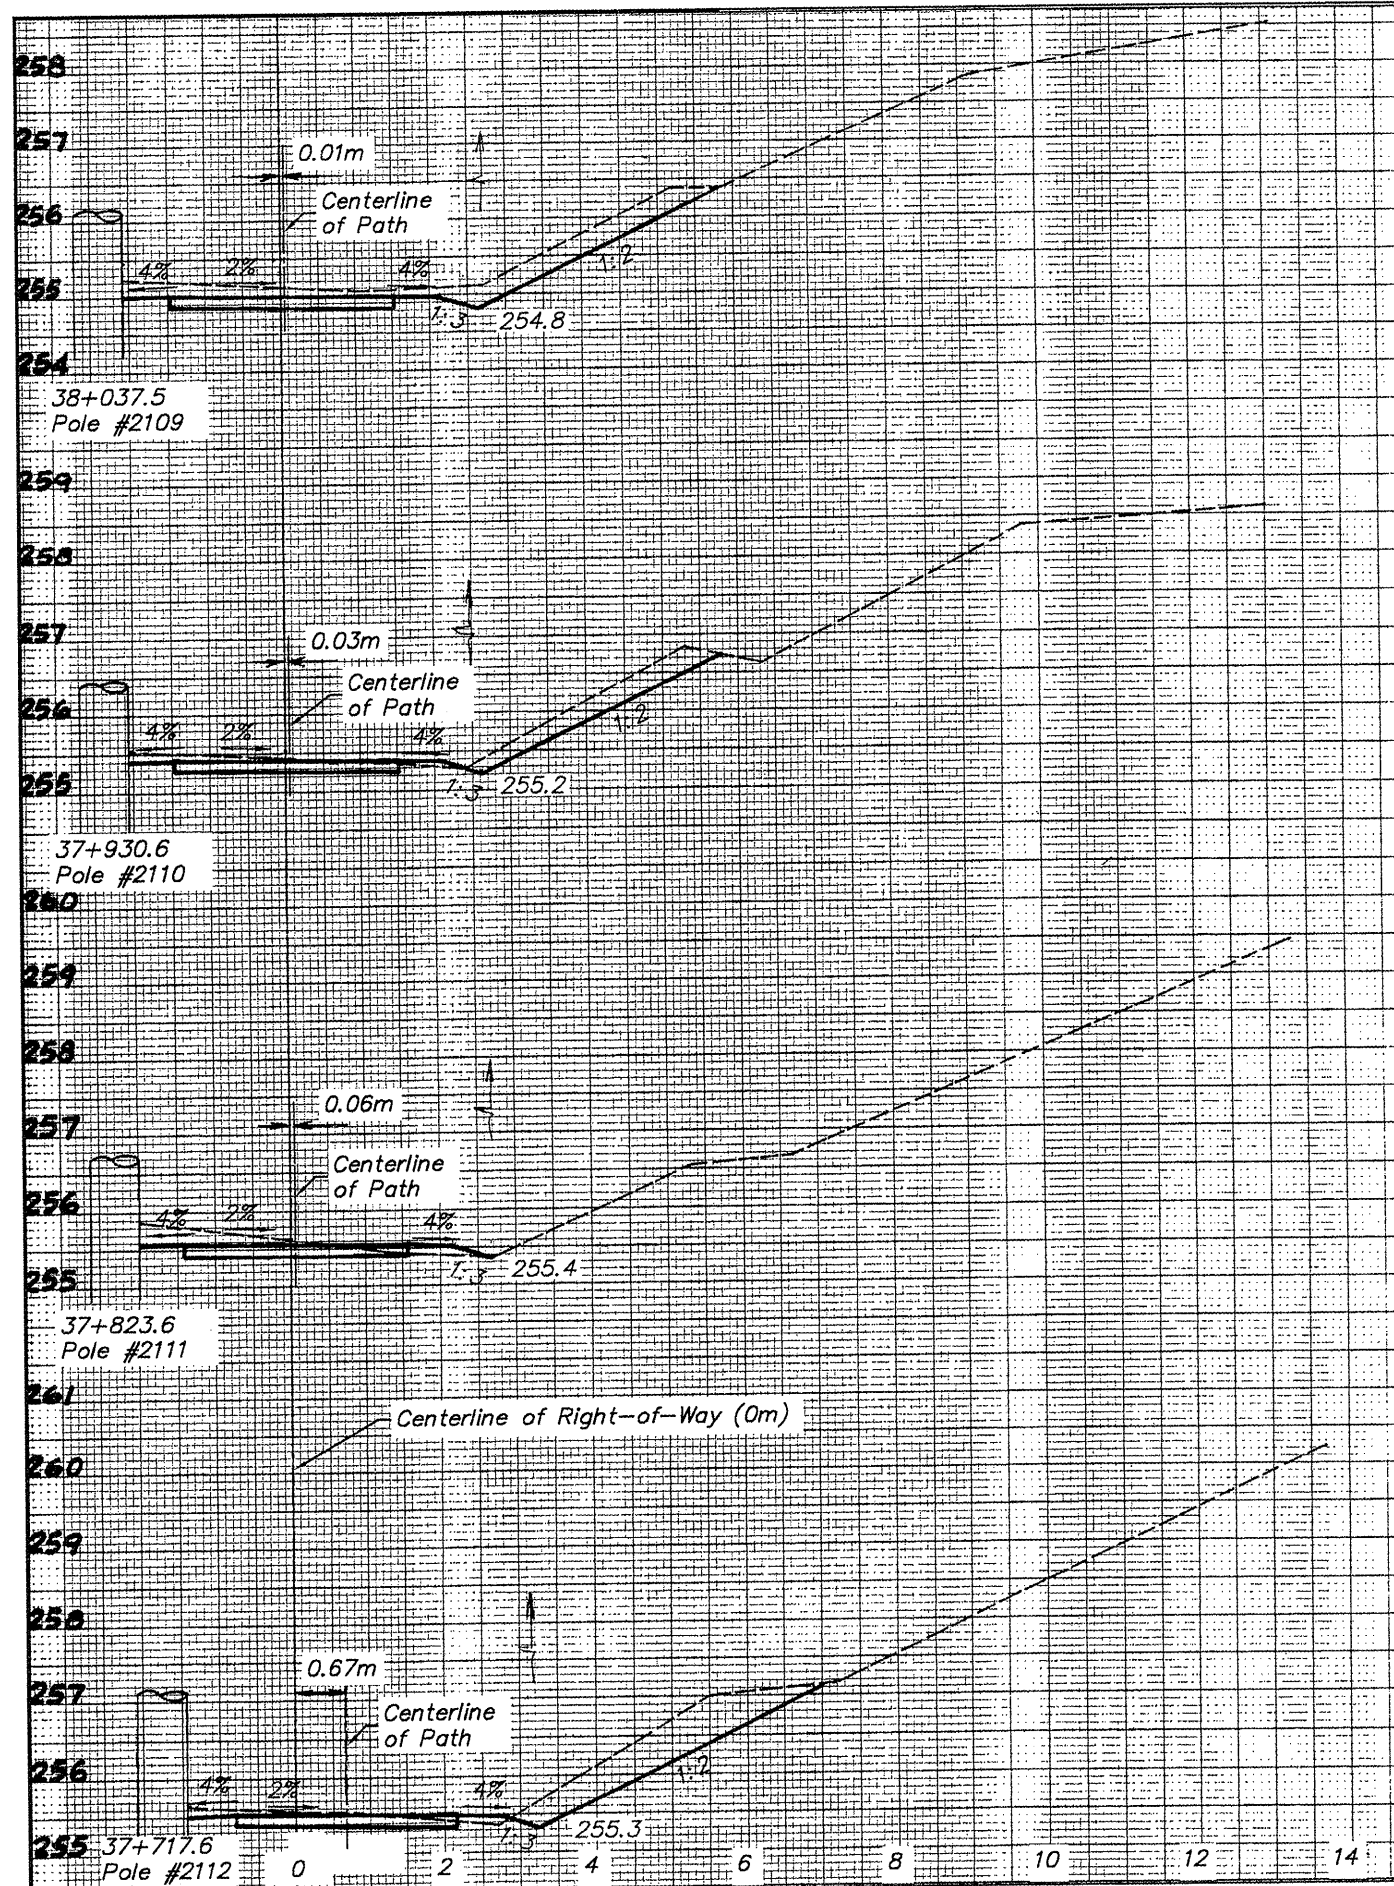 258
257
0.01m
Centerline
of Path
256
4% 2% 4%
255
1:2
1:3 254.8
254
38+037.5
Pole #2109
259
258
257
0.03m
Centerline
of Path
256
4% 2% 4%
1:2
255
1:3 255.2
37+930.6
Pole #2110
260
259
258
257
0.06m
Centerline
of Path
256
4% 2% 4%
255
1:3 255.4
37+823.6
Pole #2111
261
Centerline of Right-of-Way (0m)
260
259
258
0.67m
257
Centerline
of Path
256
1:2
4% 2% 4%
1:3 255.3
255
37+717.6
Pole #2112
0 2 4 6 8 10 12 14